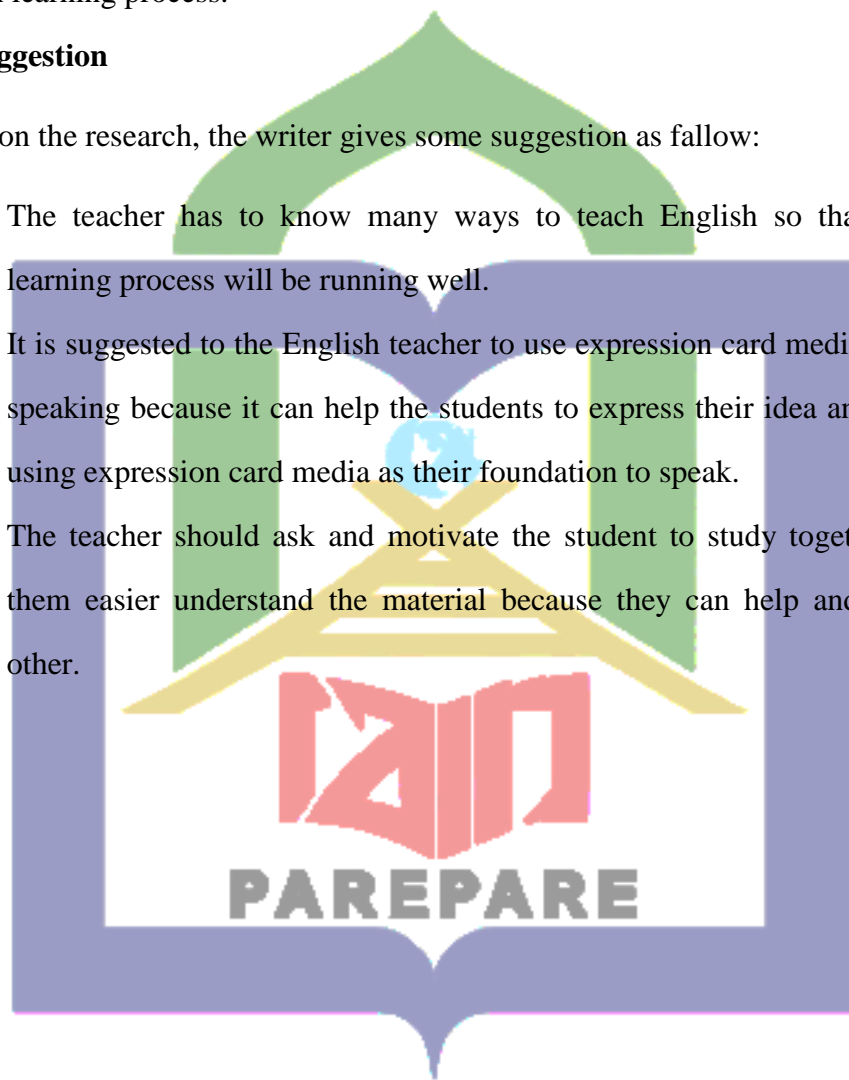 learning process.
ggestion
on the research, the writer gives some suggestion as fallow:
The teacher has to know many ways to teach English so tha
learning process will be running well.
It is suggested to the English teacher to use expression card medi
speaking because it can help the students to express their idea an
using expression card media as their foundation to speak.
The teacher should ask and motivate the student to study toget
them easier understand the material because they can help and
other.
iain
PAREPARE